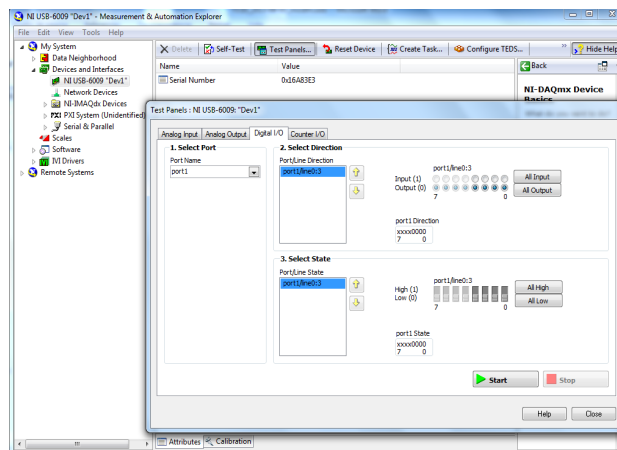 NI USB-6009 "Dev1" - Measurement & Automation Explorer
File Edit View Tools Help
My System
Data Neighborhood
Devices and Interfaces
NI USB-6009 "Dev1"
Network Devices
NI-IMAQdx Devices
PXI PXI System (Unidentified)
Serial & Parallel
Scales
Software
IVI Drivers
Remote Systems
Delete Self-Test Test Panels... Reset Device Create Task... Configure TEDS... » Hide Help
Name Value
Serial Number 0x16A83E3
Back
NI-DAQmx Device
Basics
Test Panels : NI USB-6009: "Dev1"
Analog Input Analog Output Digital I/O Counter I/O
1. Select Port
Port Name
port1
2. Select Direction
Port/Line Direction
port1/line0:3
port1/line0:3
Input (1)
Output (0)
7 0
All Input
All Output
port1 Direction
xxxx0000
7 0
3. Select State
Port/Line State
port1/line0:3
port1/line0:3
High (1)
Low (0)
7 0
All High
All Low
port1 State
xxxx0000
7 0
Start Stop
Help Close
Attributes Calibration